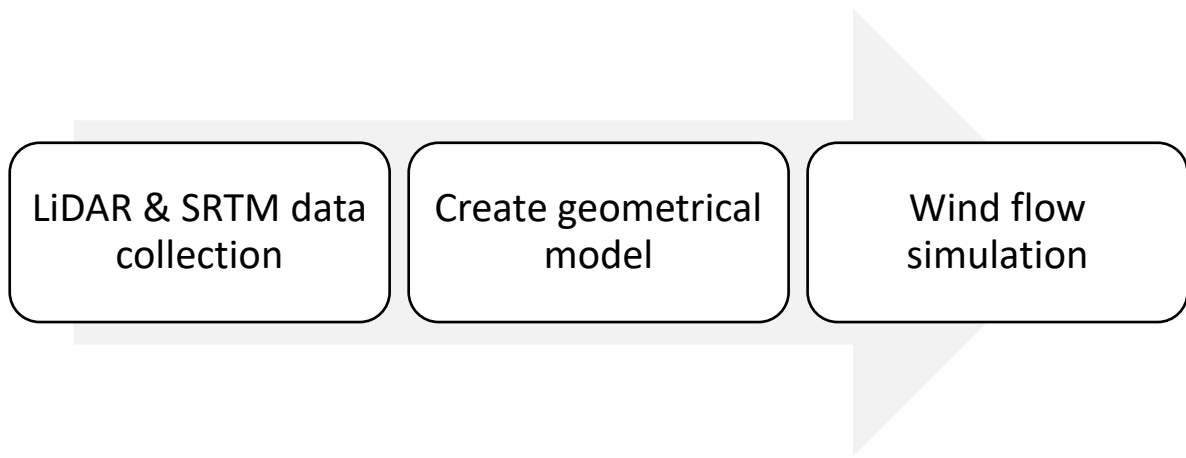 LiDAR & SRTM data
collection
Create geometrical
model
Wind flow
simulation